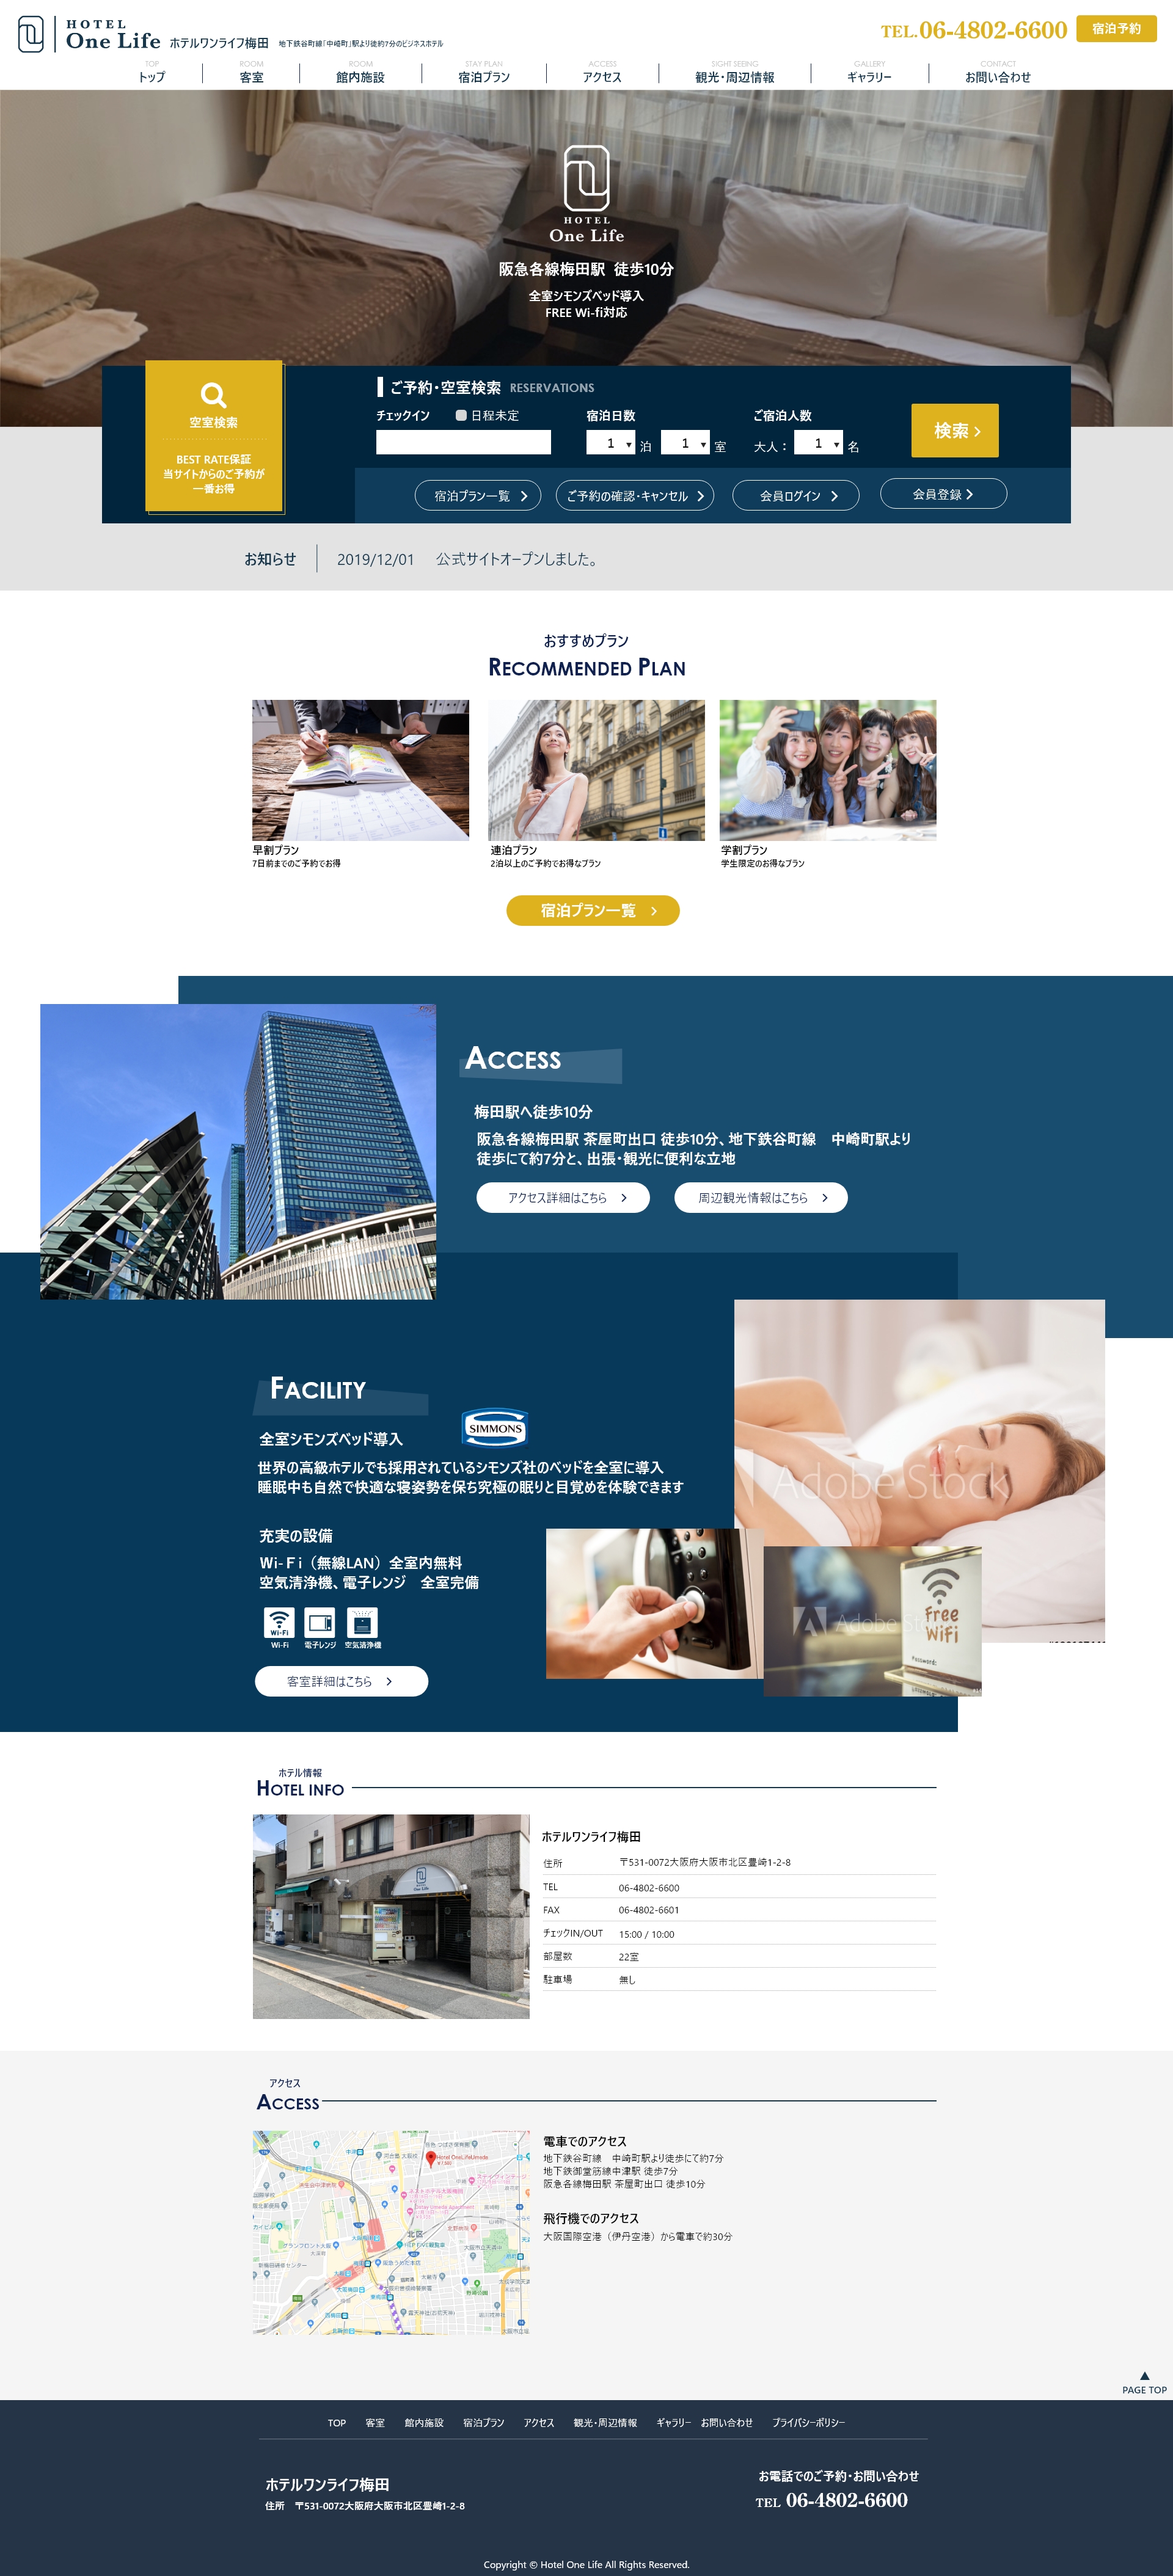 HOTEL
One Life
ホテルワンライフ梅田
地下鉄谷町線「中崎町」駅より徒約7分のビジネスホテル
TEL.06-4802-6600
宿泊予約
TOP
トップ
ROOM
客室
ROOM
館内施設
STAY PLAN
宿泊プラン
ACCESS
アクセス
SIGHT SEEING
観光・周辺情報
GALLERY
ギャラリー
CONTACT
お問い合わせ
HOTEL
One Life
阪急各線梅田駅 徒歩10分
全室シモンズベッド導入
FREE Wi-fi対応
空室検索
BEST RATE保証
当サイトからのご予約が
一番お得
ご予約・空室検索 RESERVATIONS
チェックイン
日程未定
宿泊日数
ご宿泊人数
1 ▼ 泊 1 ▼ 室
大人： 1 ▼ 名
検索
宿泊プラン一覧
ご予約の確認・キャンセル
会員ログイン
会員登録
お知らせ
2019/12/01 公式サイトオープンしました。
おすすめプラン
RECOMMENDED PLAN
早割プラン
7日前までのご予約でお得
連泊プラン
2泊以上のご予約でお得なプラン
学割プラン
学生限定のお得なプラン
宿泊プラン一覧
ACCESS
梅田駅へ徒歩10分
阪急各線梅田駅 茶屋町出口 徒歩10分、地下鉄谷町線　中崎町駅より
徒歩にて約7分と、出張・観光に便利な立地
アクセス詳細はこちら
周辺観光情報はこちら
FACILITY
全室シモンズベッド導入
SIMMONS
世界の高級ホテルでも採用されているシモンズ社のベッドを全室に導入
睡眠中も自然で快適な寝姿勢を保ち究極の眠りと目覚めを体験できます
Adobe Stock
充実の設備
Wi-Fi（無線LAN）全室内無料
空気清浄機、電子レンジ　全室完備
Wi-Fi
Wi-Fi
電子レンジ
空気清浄機
客室詳細はこちら
Adobe Stock
Free
WiFi
Password:
ホテル情報
HOTEL INFO
One Life
ホテルワンライフ梅田
住所 〒531-0072大阪府大阪市北区豊崎1-2-8
TEL 06-4802-6600
FAX 06-4802-6601
チェックIN/OUT 15:00 / 10:00
部屋数 22室
駐車場 無し
アクセス
ACCESS
Hotel OneLifeUmeda
北区
電車でのアクセス
地下鉄谷町線　中崎町駅より徒歩にて約7分
地下鉄御堂筋線中津駅 徒歩7分
阪急各線梅田駅 茶屋町出口 徒歩10分
飛行機でのアクセス
大阪国際空港（伊丹空港）から電車で約30分
▲
PAGE TOP
TOP 客室 館内施設 宿泊プラン アクセス 観光・周辺情報 ギャラリー お問い合わせ プライバシーポリシー
ホテルワンライフ梅田
住所　〒531-0072大阪府大阪市北区豊崎1-2-8
お電話でのご予約・お問い合わせ
TEL 06-4802-6600
Copyright © Hotel One Life All Rights Reserved.